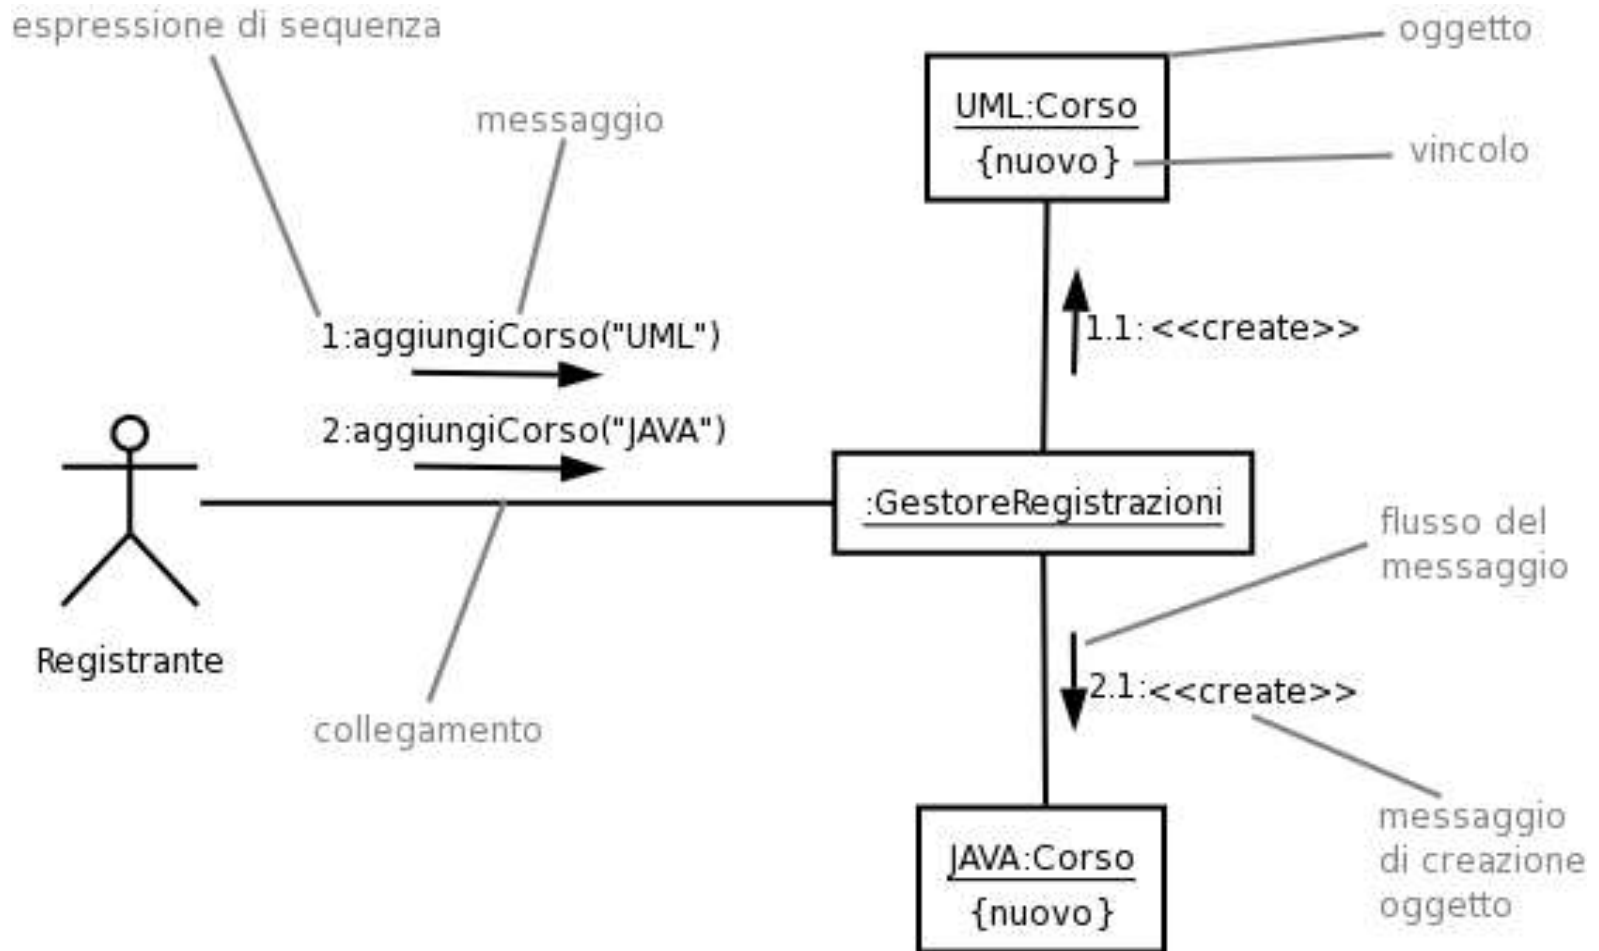 espressione di sequenza
oggetto
messaggio
UML:Corso
{nuovo}
vincolo
1:aggiungiCorso("UML")
1.1: <<create>>
2:aggiungiCorso("JAVA")
:GestoreRegistrazioni
flusso del
messaggio
Registrante
2.1:<<create>>
collegamento
messaggio
di creazione
oggetto
JAVA:Corso
{nuovo}